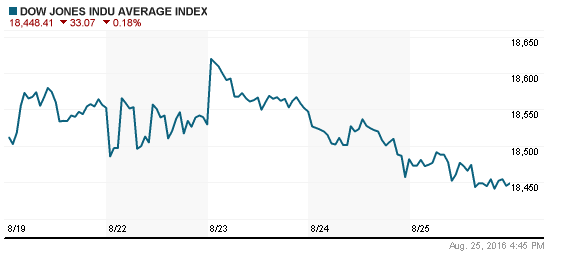 DOW JONES INDU AVERAGE INDEX
18,448.41 ▼ 33.07 ▼ 0.18%
18,650
18,600
18,550
18,500
18,450
8/19 8/22 8/23 8/24 8/25
Aug. 25, 2016 4:45 PM